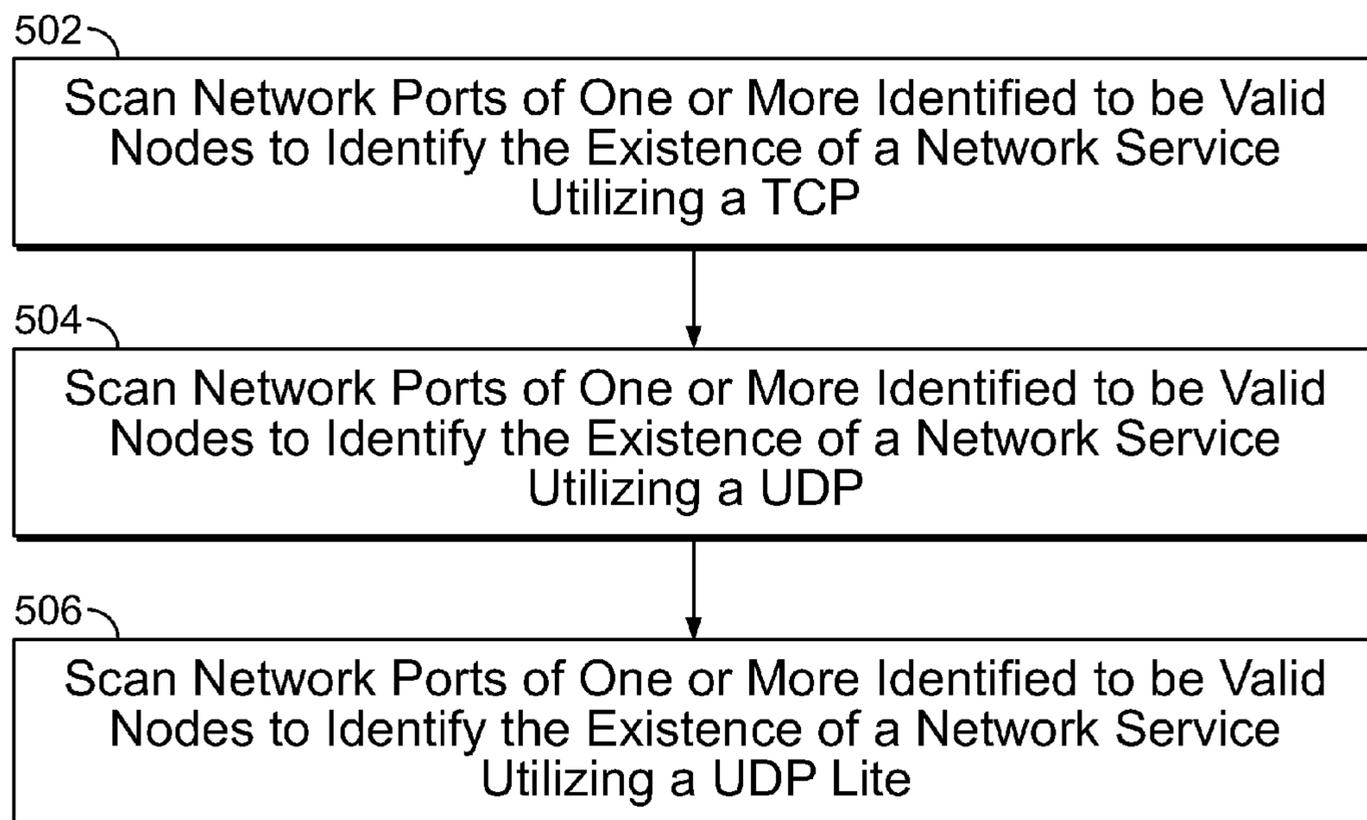 502
Scan Network Ports of One or More Identified to be Valid
Nodes to Identify the Existence of a Network Service
Utilizing a TCP
504
Scan Network Ports of One or More Identified to be Valid
Nodes to Identify the Existence of a Network Service
Utilizing a UDP
506
Scan Network Ports of One or More Identified to be Valid
Nodes to Identify the Existence of a Network Service
Utilizing a UDP Lite